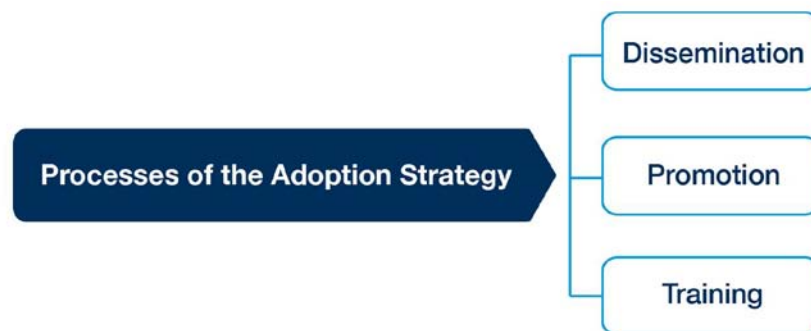 Processes of the Adoption Strategy
Dissemination
Promotion
Training